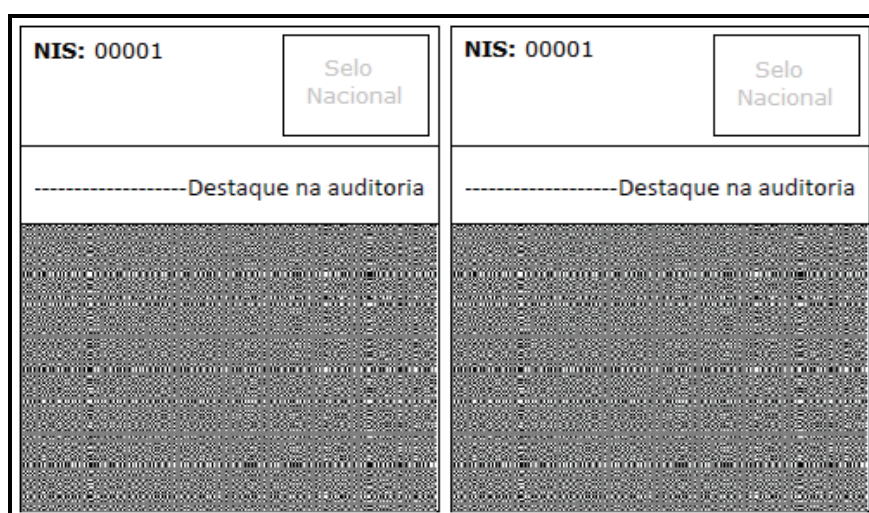 NIS: 00001
Selo
Nacional
-------------------Destaque na auditoria
NIS: 00001
Selo
Nacional
-------------------Destaque na auditoria